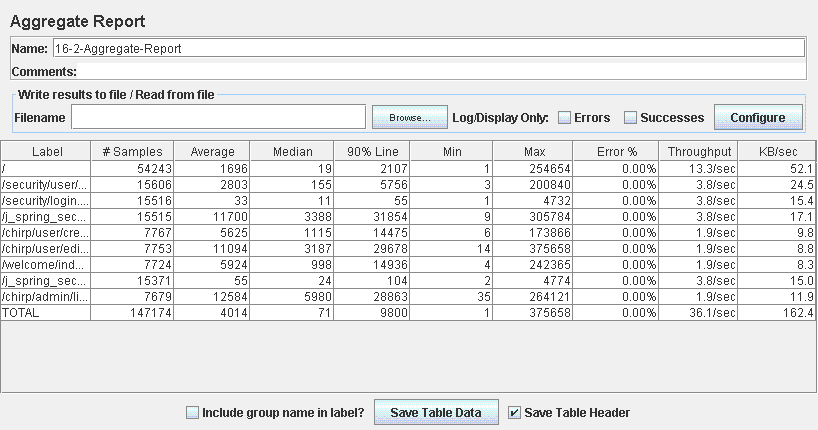 Aggregate Report
Name: 16-2-Aggregate-Report
Comments:
Write results to file / Read from file
Filename Browse... Log/Display Only: Errors Successes Configure
Label # Samples Average Median 90% Line Min Max Error % Throughput KB/sec
/ 54243 1696 19 2107 1 254654 0.00% 13.3/sec 52.1
/security/user/... 15606 2803 155 5756 3 200840 0.00% 3.8/sec 24.5
/security/login.... 15516 33 11 55 1 4732 0.00% 3.8/sec 15.4
/j_spring_sec... 15515 11700 3388 31854 9 305784 0.00% 3.8/sec 17.1
/chirp/user/cre... 7767 5625 1115 14475 6 173866 0.00% 1.9/sec 9.8
/chirp/user/edi... 7753 11094 3187 29678 14 375658 0.00% 1.9/sec 8.8
/welcome/ind... 7724 5924 998 14936 4 242365 0.00% 1.9/sec 8.3
/j_spring_sec... 15371 55 24 104 2 4774 0.00% 3.8/sec 15.0
/chirp/admin/li... 7679 12584 5980 28863 35 264121 0.00% 1.9/sec 11.9
TOTAL 147174 4014 71 9800 1 375658 0.00% 36.1/sec 162.4
Include group name in label? Save Table Data Save Table Header